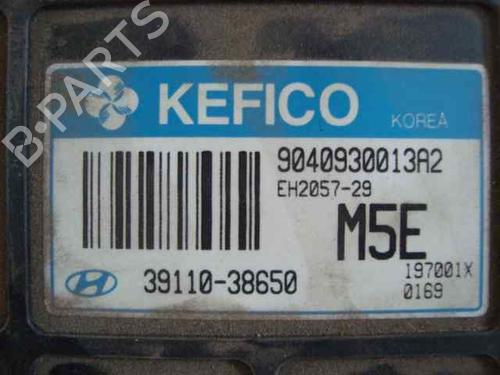 B-PARTS
KEFICO
KOREA
9040930013A2
EH2057-29
M5E
39110-38650
197001X
0169